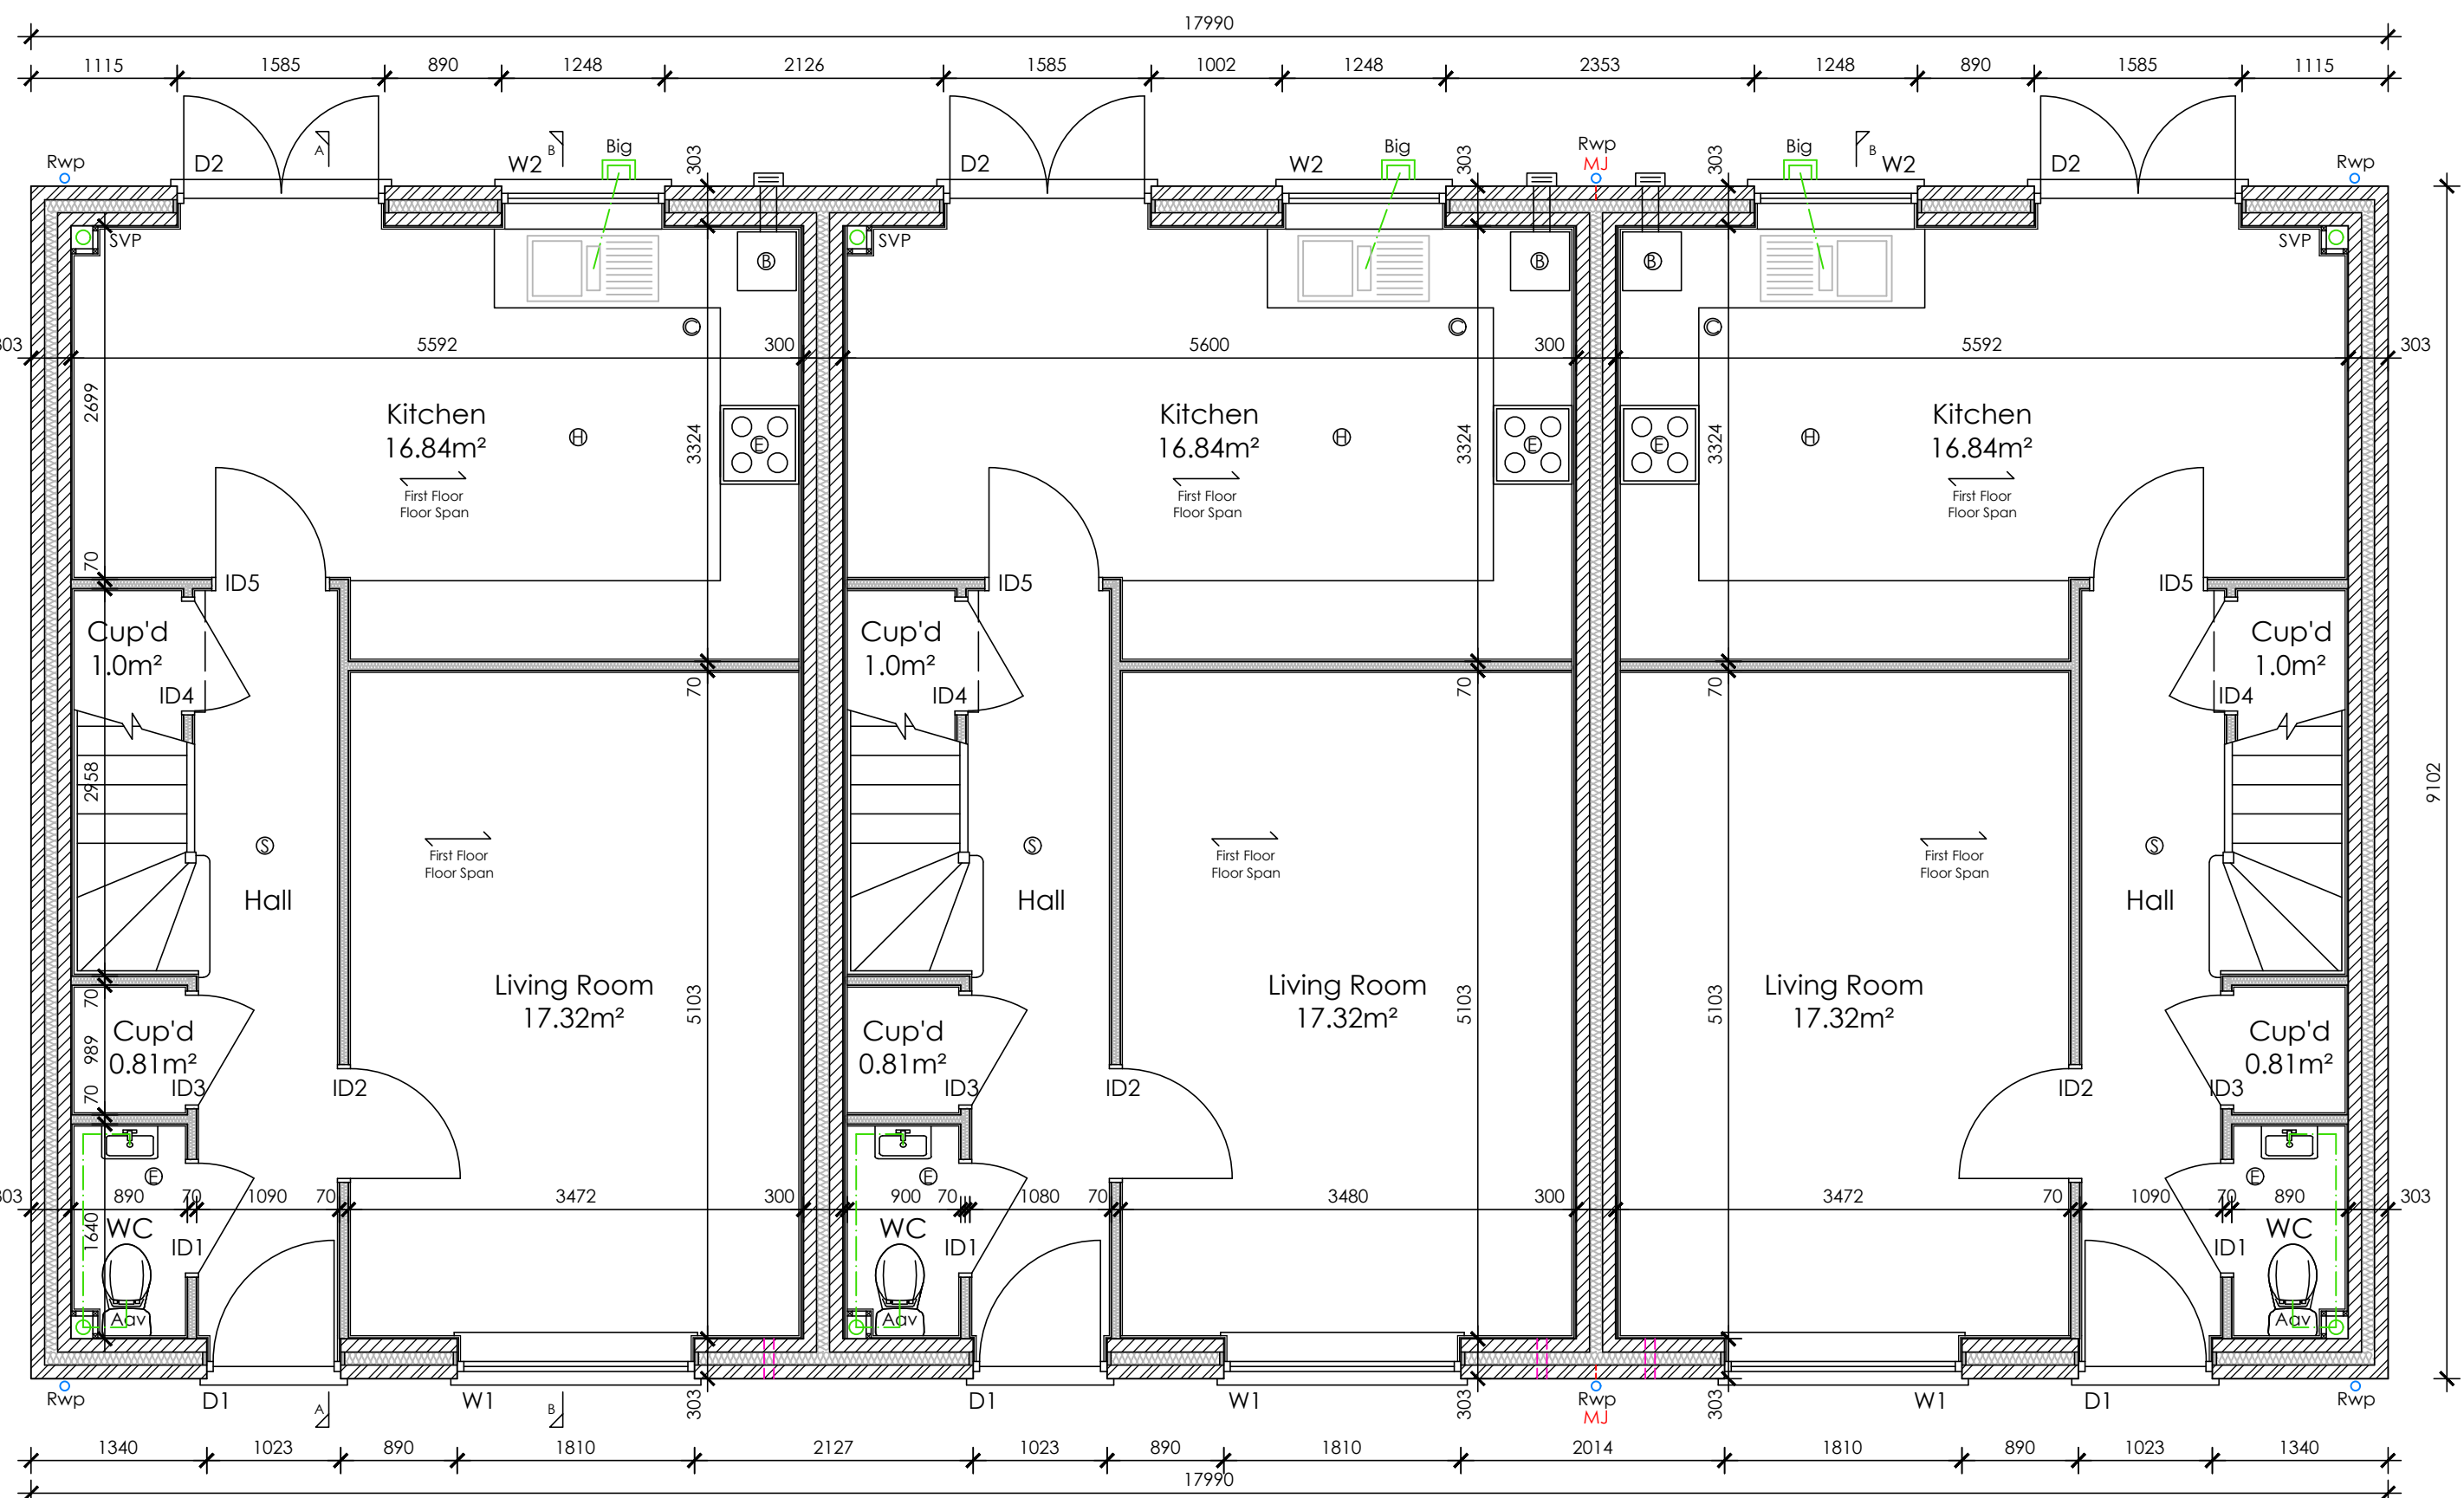 17990
1115 1585 890 1248 2126 1585 1002 1248 2353 1248 890 1585 1115
Rwp D2 A W2 B Big 303 D2 W2 Big 303 Rwp MJ 303 Big B W2 D2 Rwp
SVP SVP SVP
B B B
C C C
303 5592 300 5600 300 5592 303
2699 3324 3324 3324
Kitchen Kitchen Kitchen
16.84m² H 16.84m² H H 16.84m²
E E E
First Floor First Floor First Floor
Floor Span Floor Span Floor Span
70 ID5 ID5 ID5
Cup'd Cup'd Cup'd
1.0m² 1.0m² 1.0m²
ID4 70 ID4 70 70 ID4
2958 9102
S S S
First Floor First Floor First Floor
Floor Span Floor Span Floor Span
Hall Hall Hall
Living Room Living Room Living Room
17.32m² 17.32m² 17.32m²
70 5103 5103 5103
Cup'd Cup'd Cup'd
989 0.81m² 0.81m² 0.81m²
70 ID3 ID2 ID3 ID2 ID2 ID3
E E E
303 890 70 1090 70 3472 300 900 70 1080 70 3480 300 3472 70 1090 70 890 303
1640 WC WC WC
ID1 ID1 ID1
Aav Aav Aav
Rwp D1 A W1 B 303 D1 W1 303 Rwp MJ 303 W1 D1 Rwp
1340 1023 890 1810 2127 1023 890 1810 2014 1810 890 1023 1340
17990